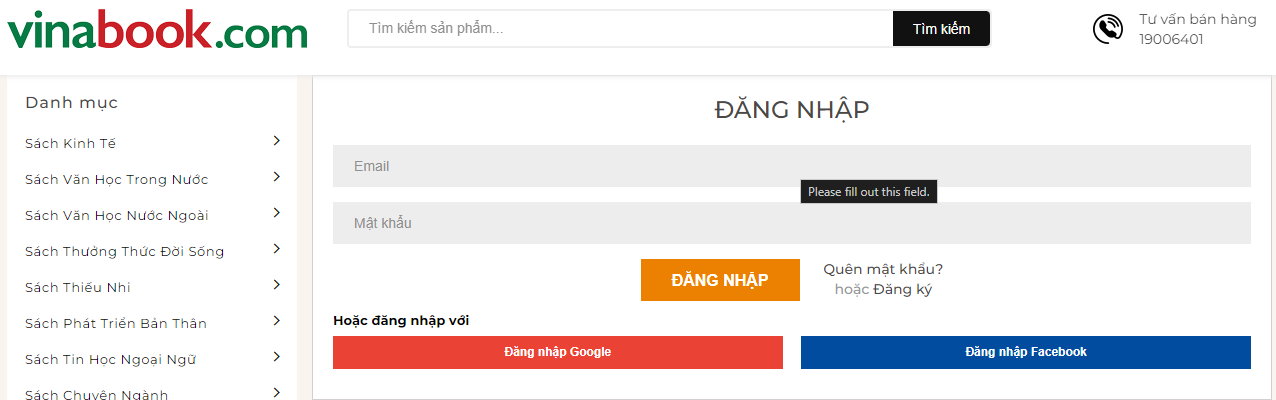 vinabook.com
Tìm kiếm sản phẩm...
Tìm kiếm
Tư vấn bán hàng
19006401
Danh mục
Sách Kinh Tế
Sách Văn Học Trong Nước
Sách Văn Học Nước Ngoài
Sách Thưởng Thức Đời Sống
Sách Thiếu Nhi
Sách Phát Triển Bản Thân
Sách Tin Học Ngoại Ngữ
Sách Chuyên Ngành
ĐĂNG NHẬP
Email
Please fill out this field.
Mật khẩu
ĐĂNG NHẬP
Quên mật khẩu?
hoặc Đăng ký
Hoặc đăng nhập với
Đăng nhập Google
Đăng nhập Facebook